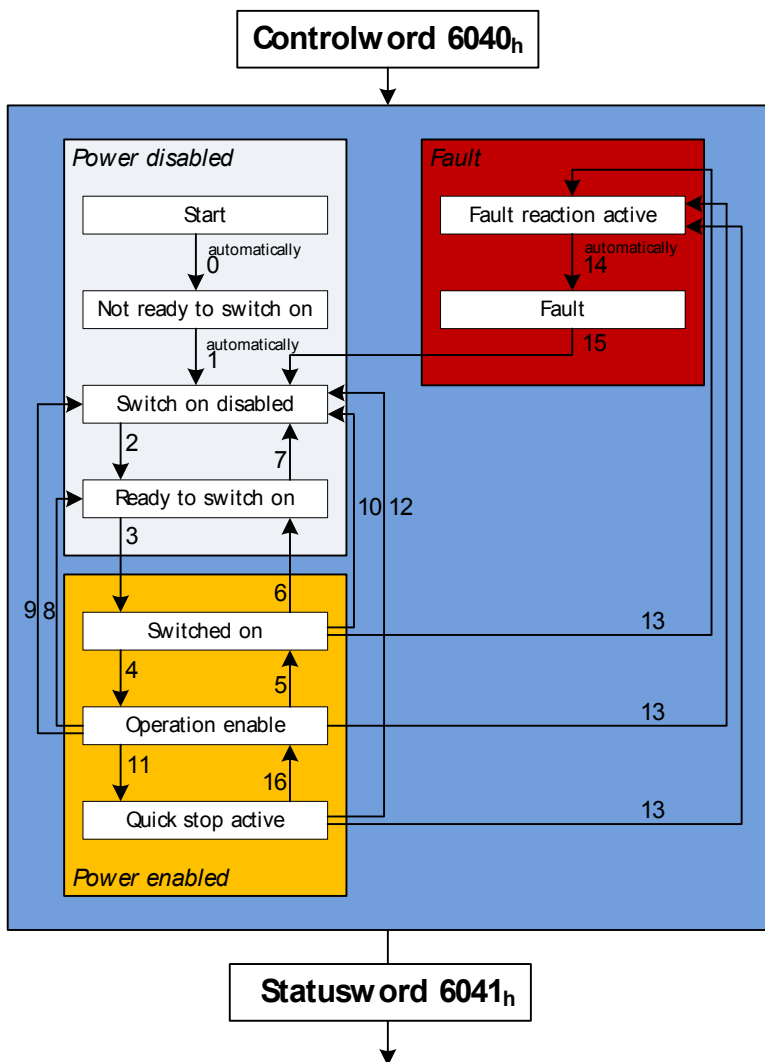 Controlword 6040h
Power disabled
Fault
Start
Fault reaction active
automatically
0
automatically
14
Not ready to switch on
Fault
automatically
1
15
Switch on disabled
2
7
Ready to switch on
10
12
3
9
8
6
Switched on
13
4
5
Operation enable
13
11
16
Quick stop active
13
Power enabled
Statusword 6041h